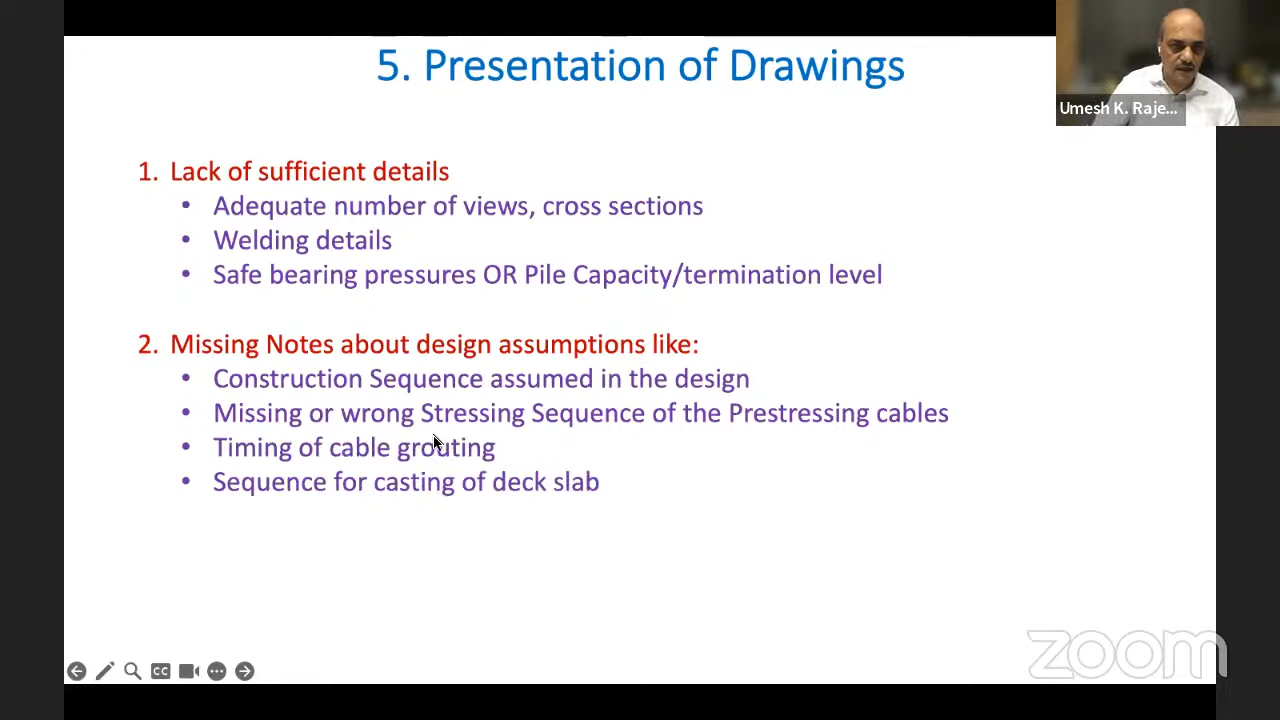 5. Presentation of Drawings
Umesh K. Raje...
1. Lack of sufficient details
• Adequate number of views, cross sections
• Welding details
• Safe bearing pressures OR Pile Capacity/termination level
2. Missing Notes about design assumptions like:
• Construction Sequence assumed in the design
• Missing or wrong Stressing Sequence of the Prestressing cables
• Timing of cable grouting
• Sequence for casting of deck slab
CC
zoom